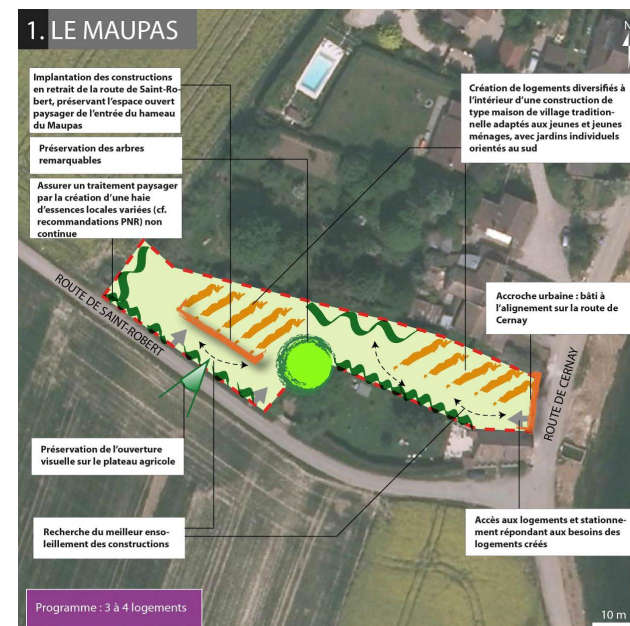 1. LE MAUPAS
N
Implantation des constructions
en retrait de la route de Saint-Ro-
bert, préservant l'espace ouvert
paysager de l'entrée du hameau
du Maupas
Préservation des arbres
remarquables
Assurer un traitement paysager
par la création d'une haie
d'essences locales variées (cf.
recommandations PNR) non
continue
Création de logements diversifiés à
l'intérieur d'une construction de
type maison de village tradition-
nelle adaptés aux jeunes et jeunes
ménages, avec jardins individuels
orientés au sud
ROUTE DE SAINT-ROBERT
Accroche urbaine : bâti à
l'alignement sur la route de
Cernay
ROUTE DE CERNAY
Préservation de l'ouverture
visuelle sur le plateau agricole
Recherche du meilleur enso-
leillement des constructions
Accès aux logements et stationne-
ment répondant aux besoins des
logements créés
Programme : 3 à 4 logements
10 m